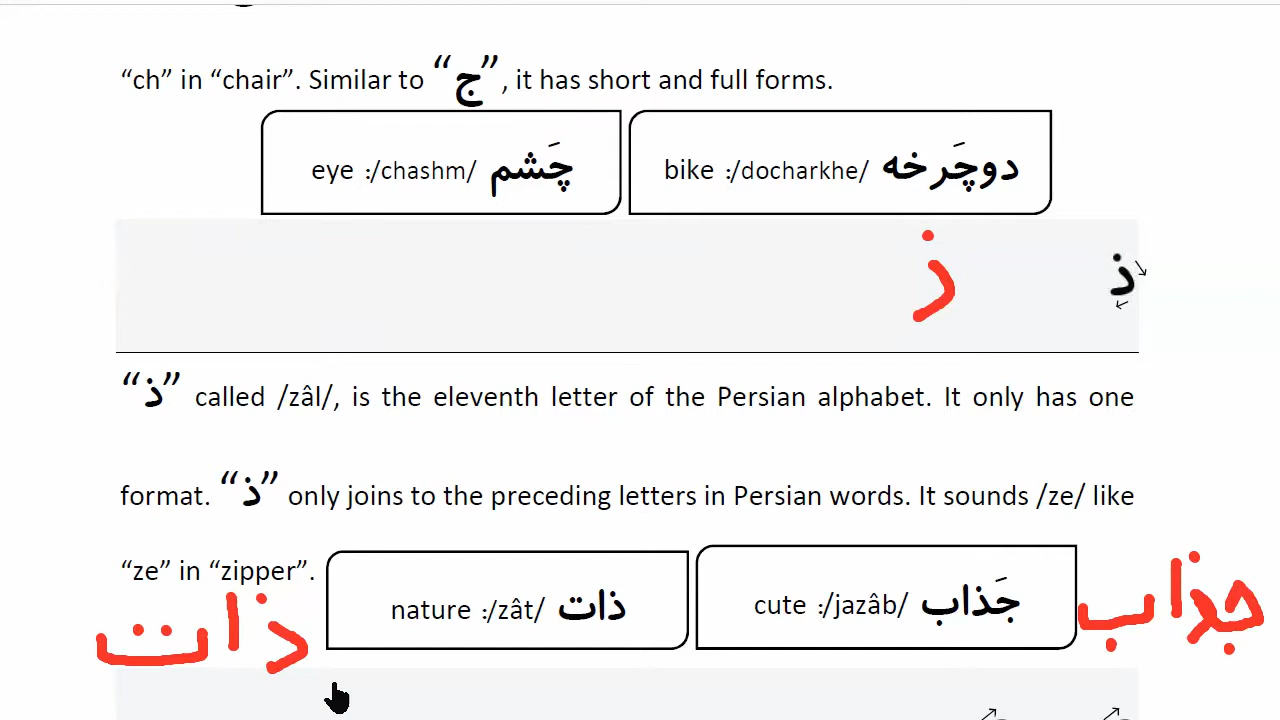 “ch” in “chair”. Similar to “ج”, it has short and full forms.
eye :/chashm/ چَشم
bike :/docharkhe/ دوچَرخه
ذ ذ
“ذ” called /zâl/, is the eleventh letter of the Persian alphabet. It only has one
format. “ذ” only joins to the preceding letters in Persian words. It sounds /ze/ like
“ze” in “zipper”.
nature :/zât/ ذات
cute :/jazâb/ جَذاب
ذات
جذاب